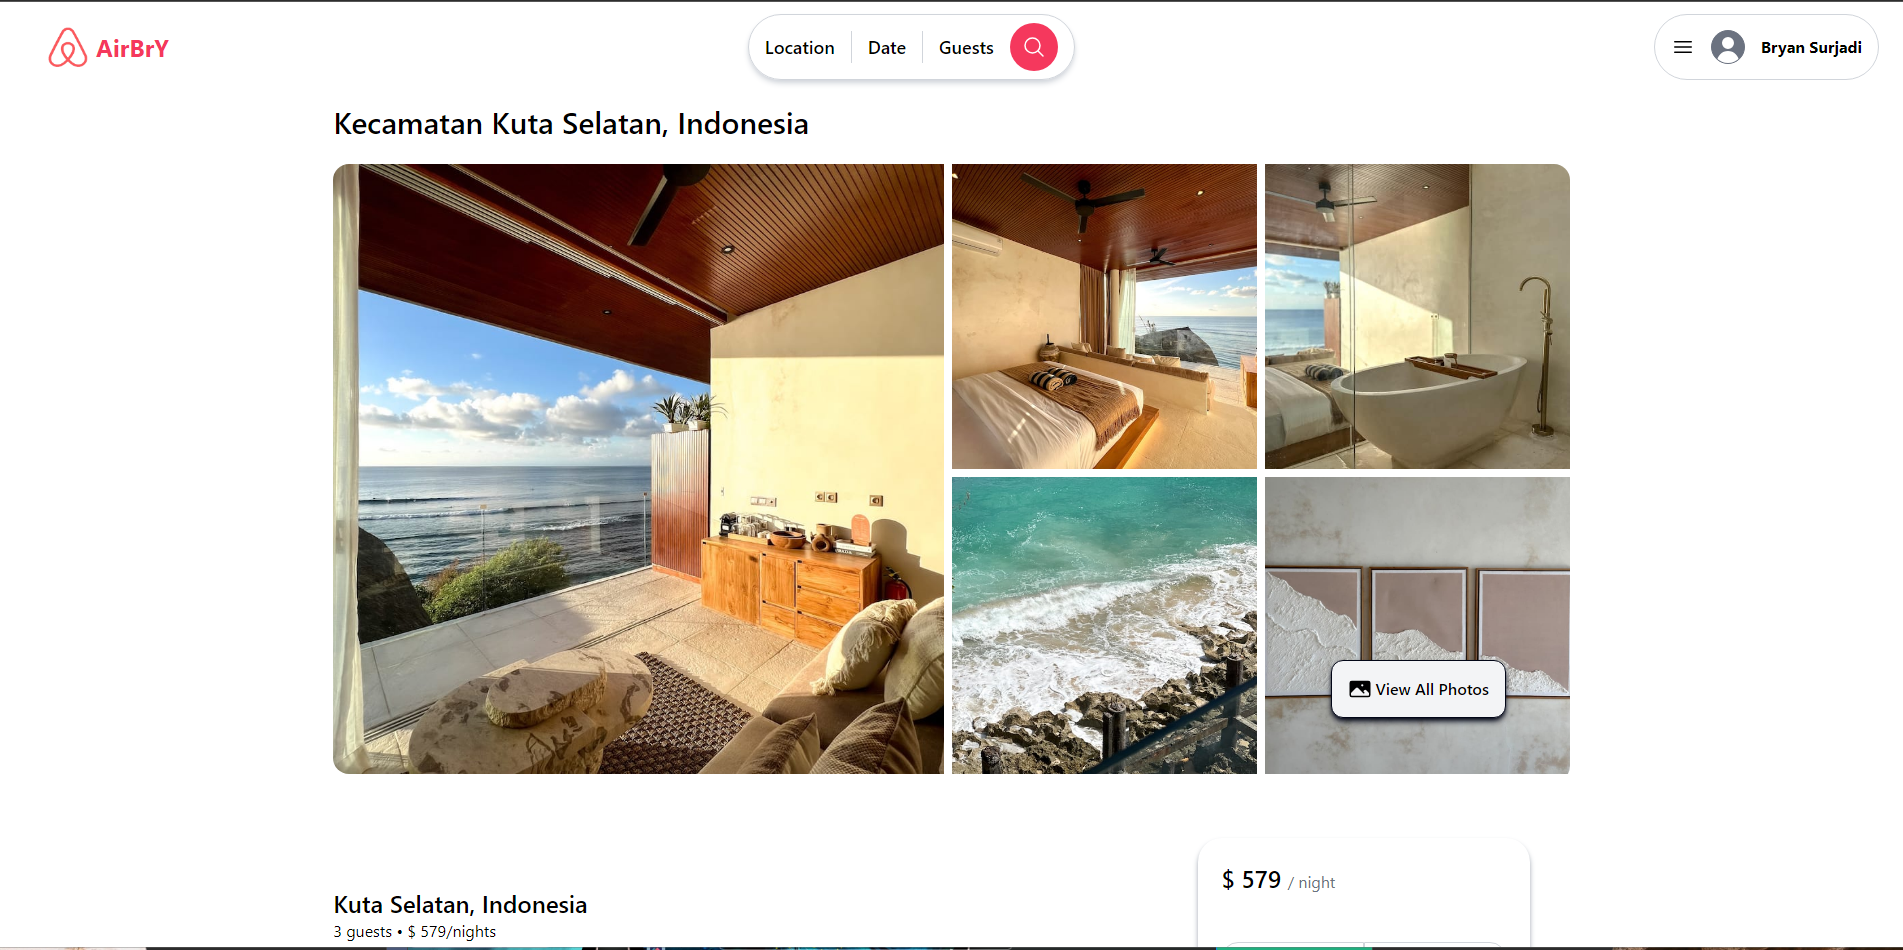 AirBrY
Location
Date
Guests
Bryan Surjadi
Kecamatan Kuta Selatan, Indonesia
View All Photos
$ 579 / night
Kuta Selatan, Indonesia
3 guests • $ 579/nights